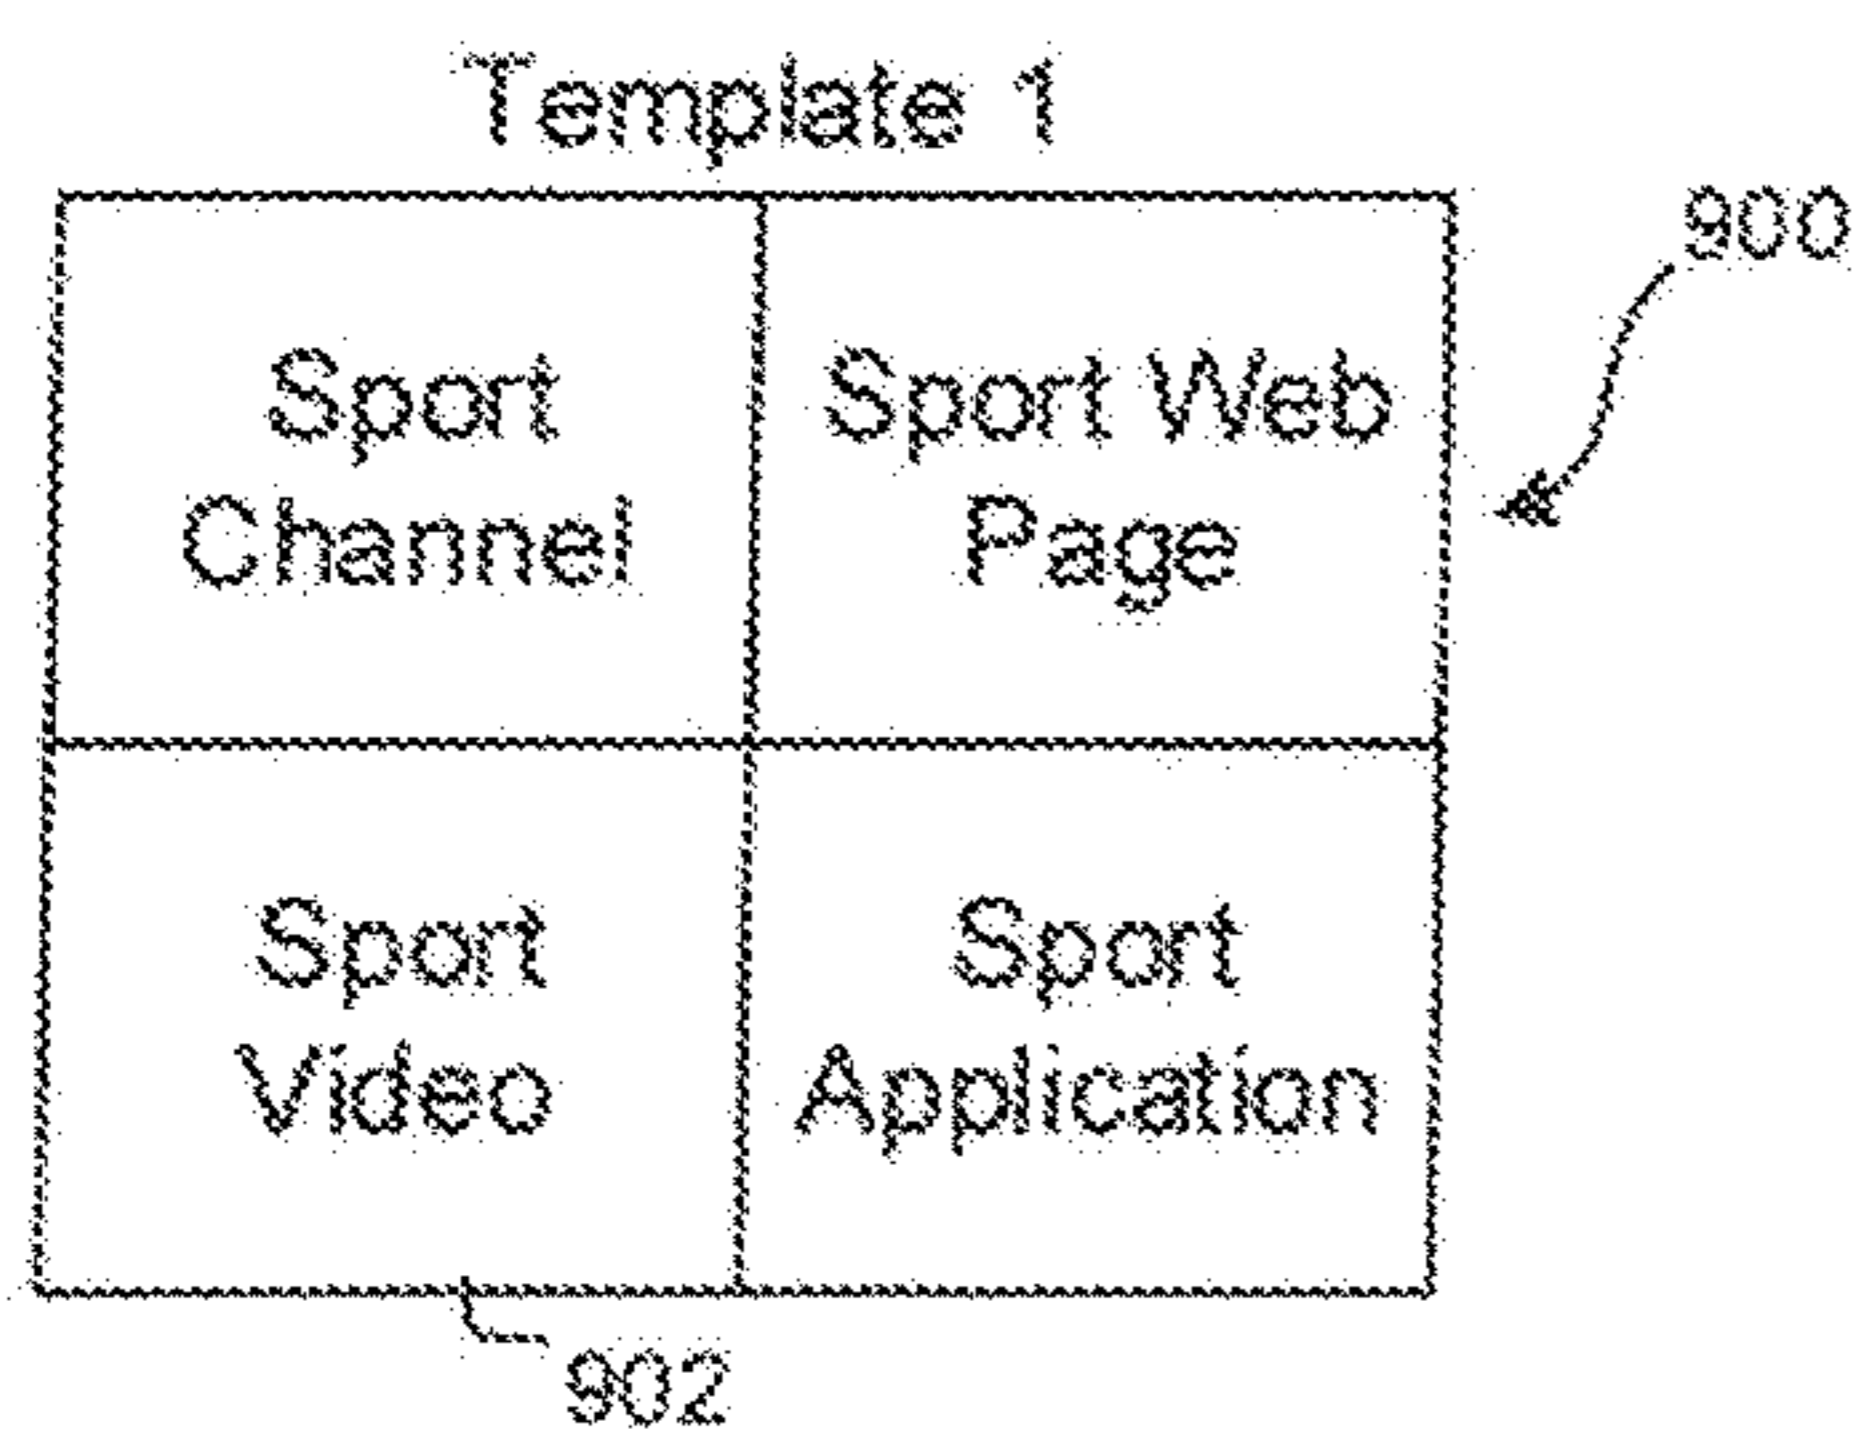 Template 1
900
Sport
Channel
Sport Web
Page
Sport
Video
Sport
Application
902